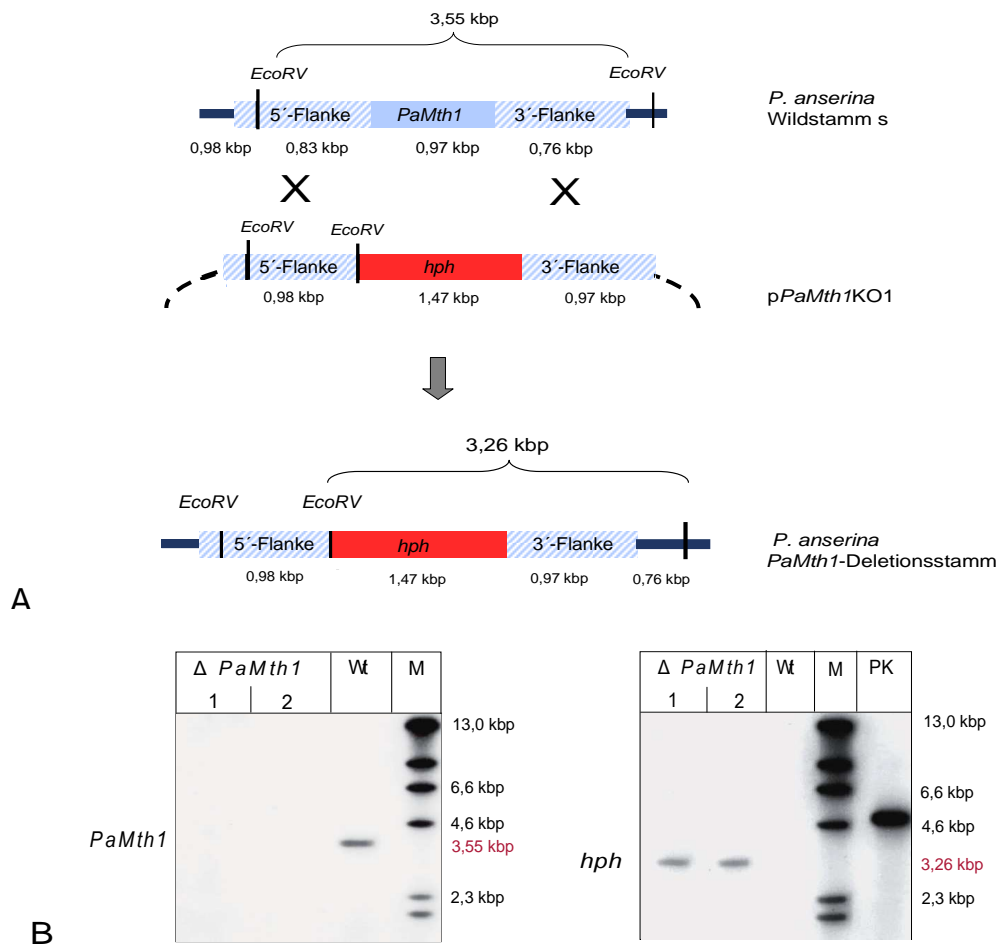 3,55 kbp
EcoRV
EcoRV
5´-Flanke
PaMth1
3´-Flanke
P. anserina
Wildstamm s
0,98 kbp
0,83 kbp
0,97 kbp
0,76 kbp
X
X
EcoRV
EcoRV
5´-Flanke
hph
3´-Flanke
0,98 kbp
1,47 kbp
0,97 kbp
pPaMth1KO1
3,26 kbp
EcoRV
EcoRV
5´-Flanke
hph
3´-Flanke
P. anserina
PaMth1-Deletionsstamm
0,98 kbp
1,47 kbp
0,97 kbp
0,76 kbp
A
Δ PaMth1
Wt
M
1
2
13,0 kbp
6,6 kbp
4,6 kbp
3,55 kbp
2,3 kbp
PaMth1
Δ PaMth1
Wt
M
PK
1
2
13,0 kbp
6,6 kbp
4,6 kbp
3,26 kbp
2,3 kbp
hph
B